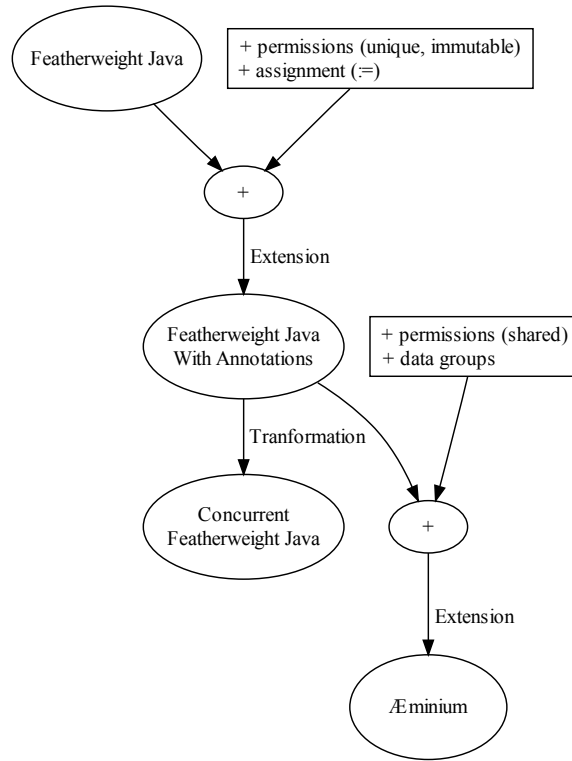 Featherweight Java
+ permissions (unique, immutable)
+ assignment (:=)
+
Extension
Featherweight Java
With Annotations
+ permissions (shared)
+ data groups
Tranformation
Concurrent
Featherweight Java
+
Extension
Æminium